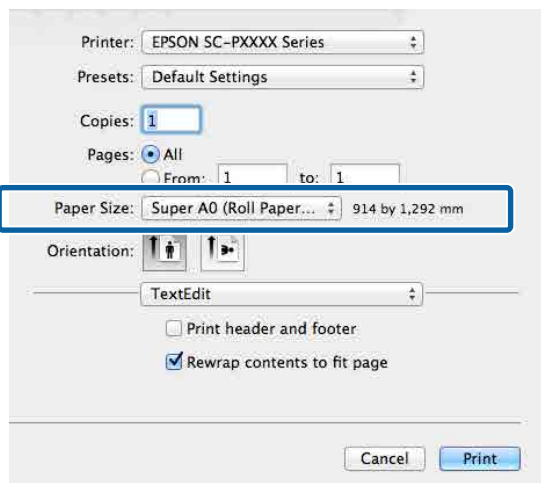 Printer: EPSON SC-PXXXX Series
Presets: Default Settings
Copies: 1
Pages: All
From: 1 to: 1
Paper Size: Super A0 (Roll Paper... 914 by 1,292 mm
Orientation:
TextEdit
Print header and footer
Rewrap contents to fit page
Cancel Print